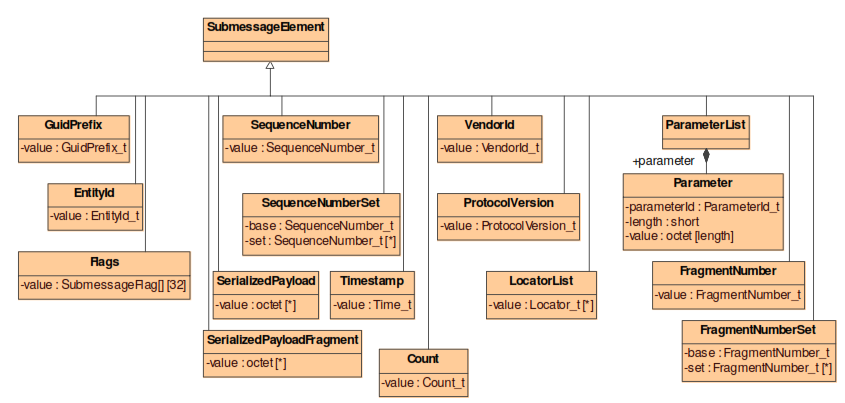 SubmessageElement
GuidPrefix
-value : GuidPrefix_t
SequenceNumber
-value : SequenceNumber_t
VendorId
-value : VendorId_t
ParameterList
+parameter
EntityId
-value : EntityId_t
SequenceNumberSet
-base : SequenceNumber_t
-set : SequenceNumber_t [*]
ProtocolVersion
-value : ProtocolVersion_t
Parameter
-parameterId : ParameterId_t
-length : short
-value : octet [length]
Flags
-value : SubmessageFlag[] [32]
SerializedPayload
-value : octet [*]
Timestamp
-value : Time_t
LocatorList
-value : Locator_t [*]
FragmentNumber
-value : FragmentNumber_t
SerializedPayloadFragment
-value : octet [*]
Count
-value : Count_t
FragmentNumberSet
-base : FragmentNumber_t
-set : FragmentNumber_t [*]